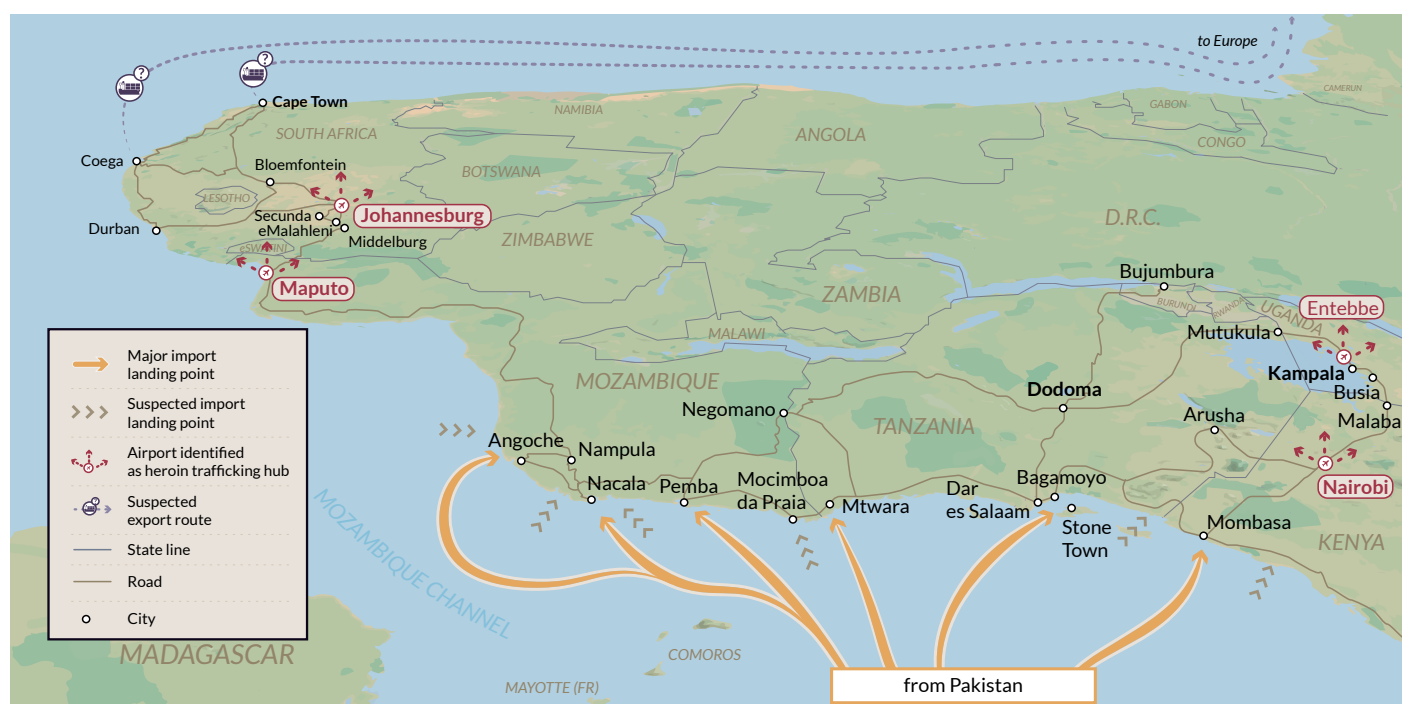 to Europe
?
?
CAMERUN
Cape Town
NAMIBIA
GABON
SOUTH AFRICA
ANGOLA
CONGO
Coega
Bloemfontein
BOTSWANA
LESOTHO
Secunda
Johannesburg
D.R.C.
Durban
eMalahleni
Middelburg
ZIMBABWE
eSWATINI
Maputo
Bujumbura
ZAMBIA
BURUNDI
RWANDA
UGANDA
Entebbe
Mutukula
MALAWI
Kampala
MOZAMBIQUE
Dodoma
Busia
Negomano
Arusha
Malaba
TANZANIA
Angoche
Nampula
Nacala
Pemba
Mocimboa
da Praia
Mtwara
Dar
es Salaam
Bagamoyo
Stone
Town
Nairobi
Mombasa
KENYA
MOZAMBIQUE CHANNEL
MADAGASCAR
COMOROS
MAYOTTE (FR)
from Pakistan
Major import
landing point
Suspected import
landing point
Airport identified
as heroin trafficking hub
?
Suspected
export route
State line
Road
City